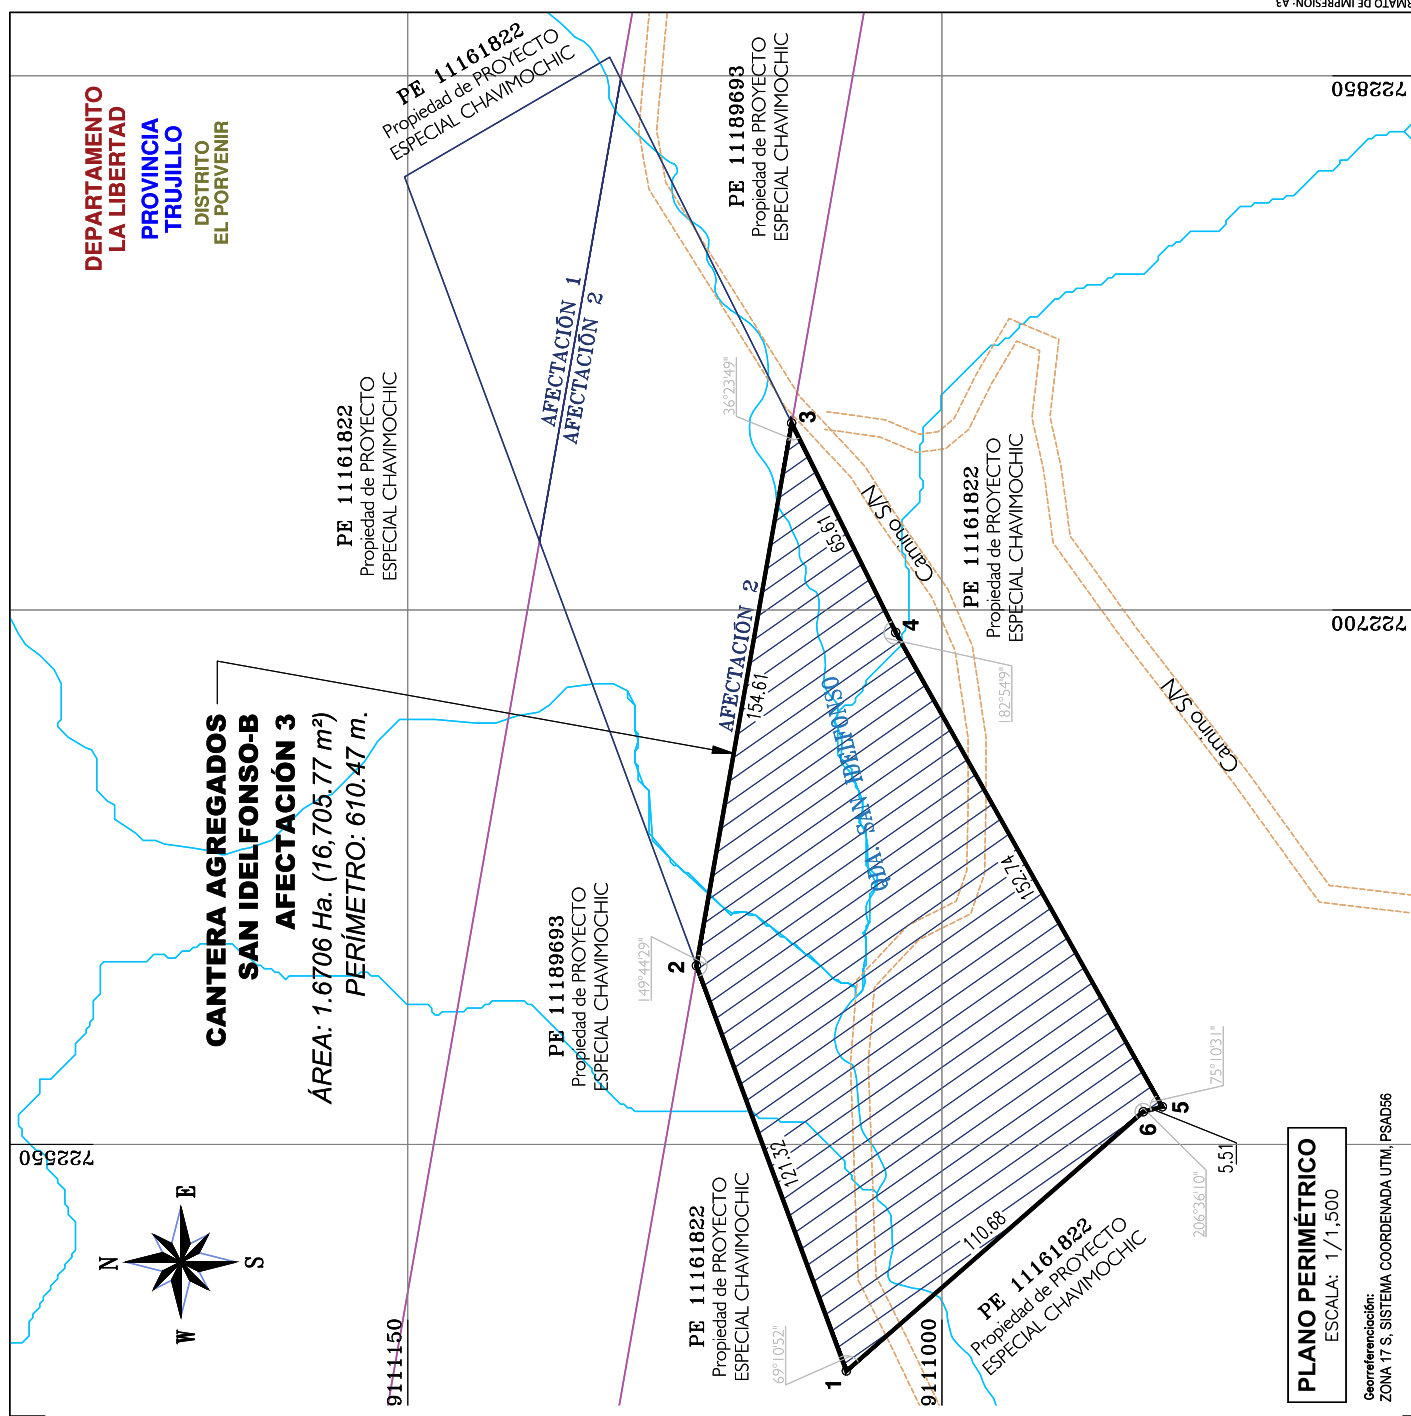 RMATO DE IMPRESIÓN: A3
DEPARTAMENTO
LA LIBERTAD
PROVINCIA
TRUJILLO
DISTRITO
EL PORVENIR
PE 11161822
Propiedad de PROYECTO
ESPECIAL CHAVIMOCHIC
PE 11189693
Propiedad de PROYECTO
ESPECIAL CHAVIMOCHIC
722850
AFECTACIÓN 1
AFECTACIÓN 2
PE 11161822
Propiedad de PROYECTO
ESPECIAL CHAVIMOCHIC
36°23'49"
3
65.61
Camino S/N
PE 11161822
Propiedad de PROYECTO
ESPECIAL CHAVIMOCHIC
722700
4
182°54'9"
CANTERA AGREGADOS
SAN IDELFONSO-B
AFECTACIÓN 3
ÁREA: 1.6706 Ha. (16,705.77 m²)
PERÍMETRO: 610.47 m.
AFECTACIÓN 2
154.61
QDA. SAN IDELFONSO
Camino S/N
152.74
PE 11189693
Propiedad de PROYECTO
ESPECIAL CHAVIMOCHIC
149°44'29"
2
722550
N
E
S
W
121.32
PE 11161822
Propiedad de PROYECTO
ESPECIAL CHAVIMOCHIC
75°10'31"
5
6
5.51
206°36'10"
110.68
PE 11161822
Propiedad de PROYECTO
ESPECIAL CHAVIMOCHIC
69°10'52"
1
9111150
9111000
PLANO PERIMÉTRICO
ESCALA: 1/1,500
Georreferenciación:
ZONA 17 S, SISTEMA COORDENADA UTM, PSAD56